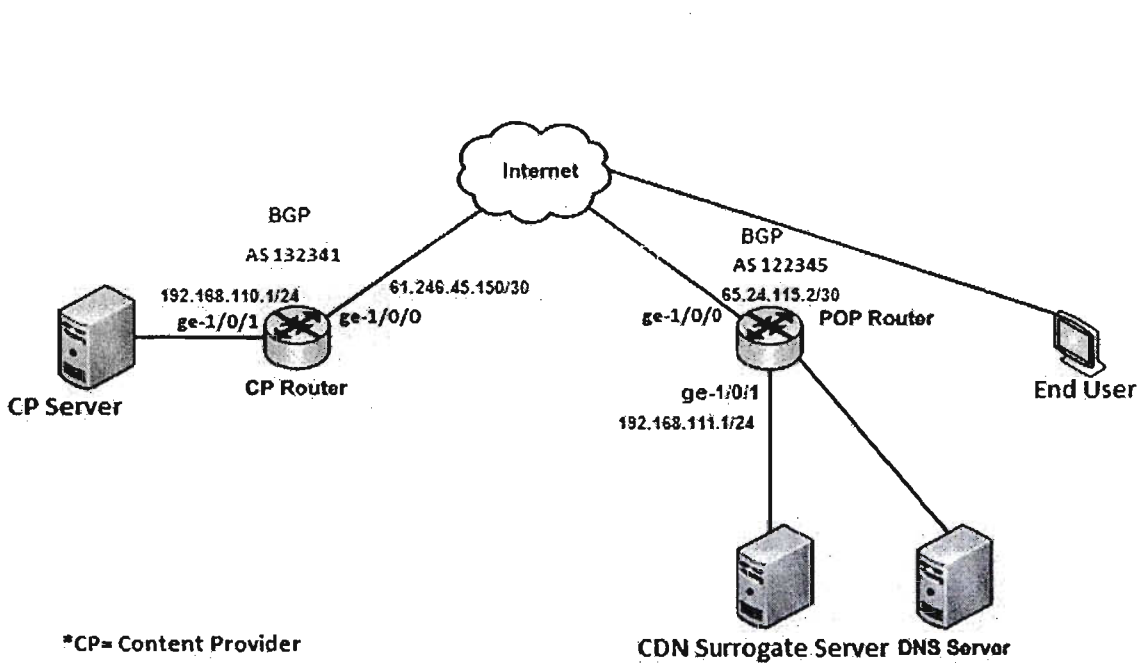 Internet
BGP
AS 132341
192.168.110.1/24
61.246.45.150/30
ge-1/0/1
ge-1/0/0
CP Router
CP Server
BGP
AS 122345
65.24.115.2/30
ge-1/0/0
POP Router
ge-1/0/1
192.168.111.1/24
End User
CDN Surrogate Server
DNS Server
*CP= Content Provider